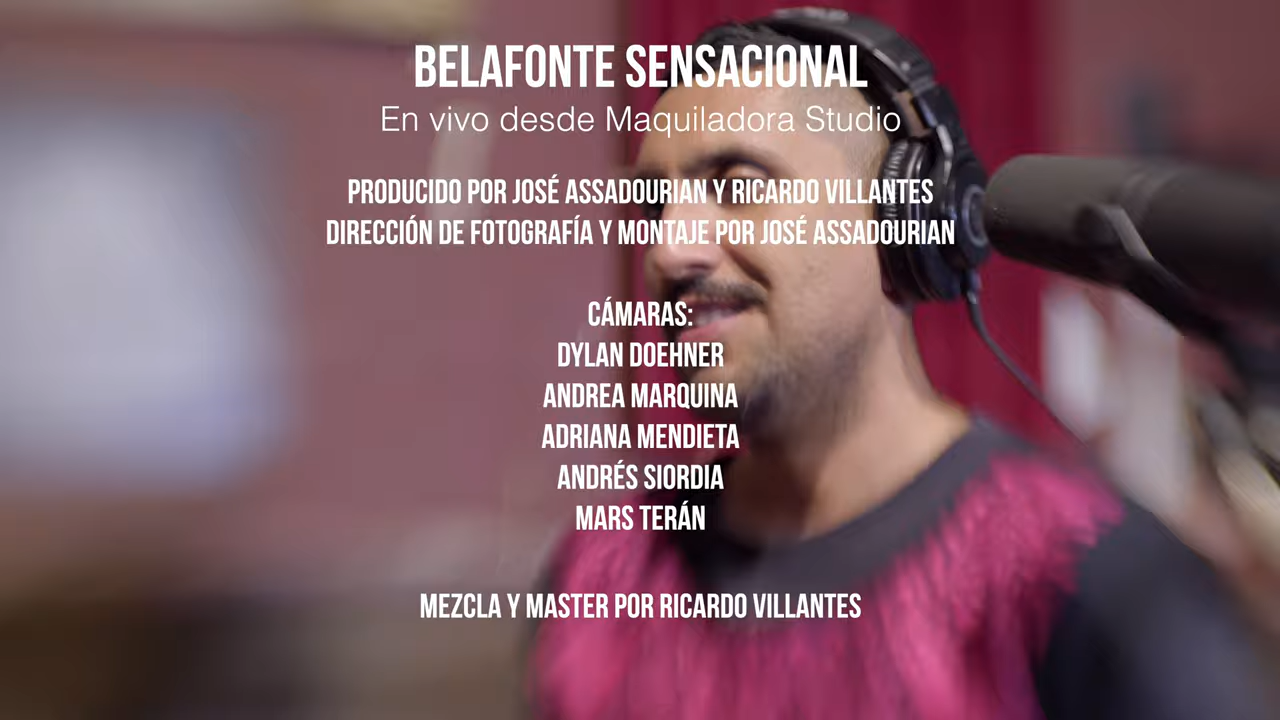 BELAFONTE SENSACIONAL
En vivo desde Maquiladora Studio
PRODUCIDO POR JOSÉ ASSADOURIAN Y RICARDO VILLANTES
DIRECCIÓN DE FOTOGRAFÍA Y MONTAJE POR JOSÉ ASSADOURIAN
CÁMARAS:
DYLAN DOEHNER
ANDREA MARQUINA
ADRIANA MENDIETA
ANDRÉS SIORDIA
MARS TERÁN
MEZCLA Y MASTER POR RICARDO VILLANTES